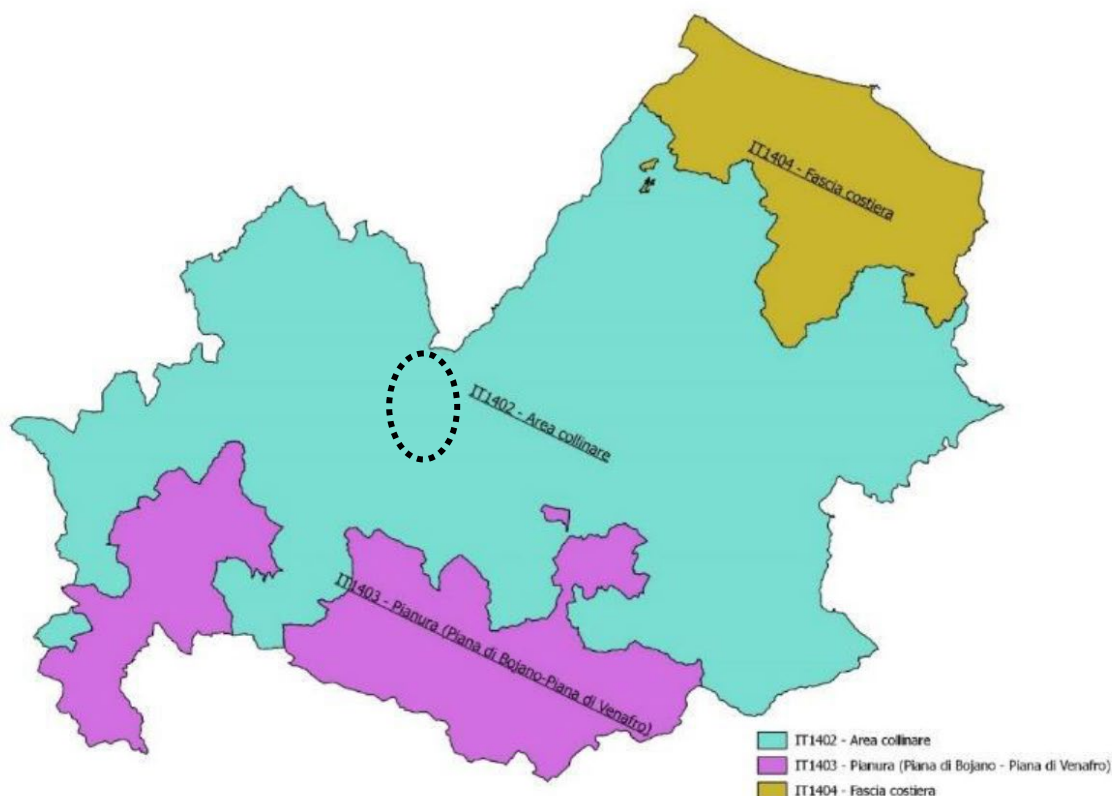 IT1404 - Fascia costiera
IT1402 - Area collinare
IT1403 - Pianura (Piana di Bojano-Piana di Venafro)
IT1402 - Area collinare
IT1403 - Pianura (Piana di Bojano - Piana di Venafro)
IT1404 - Fascia costiera